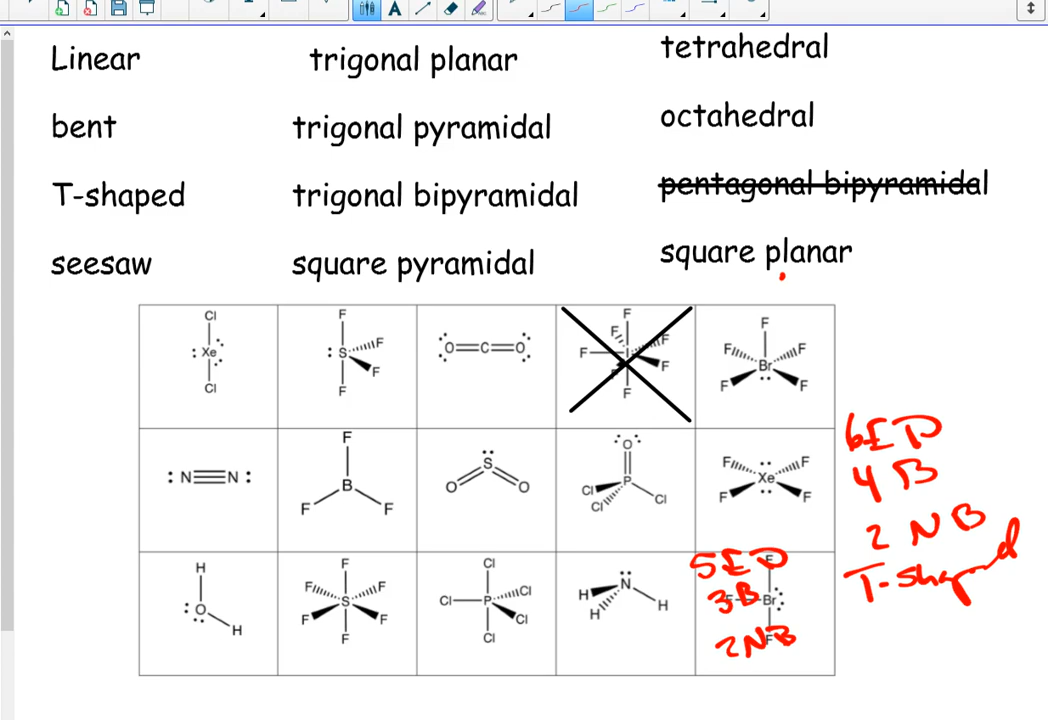 Linear trigonal planar tetrahedral
bent trigonal pyramidal octahedral
T-shaped trigonal bipyramidal pentagonal bipyramidal
seesaw square pyramidal square planar
Cl
: Xe :
Cl
F
: S F
F
F
O=C=O
F
F F
F I F
F
F
F
F F
Br
F F
: N≡N :
F
B
F F
S
O O
O
P
Cl Cl
Cl
F F
Xe
F F
H
O
H
F
F F
S
F F
F
Cl
Cl P Cl
Cl
Cl
N
H H
H
F
F Br
F
5ED
3B
2NB
6ED
4B
2 NB
T-shaped